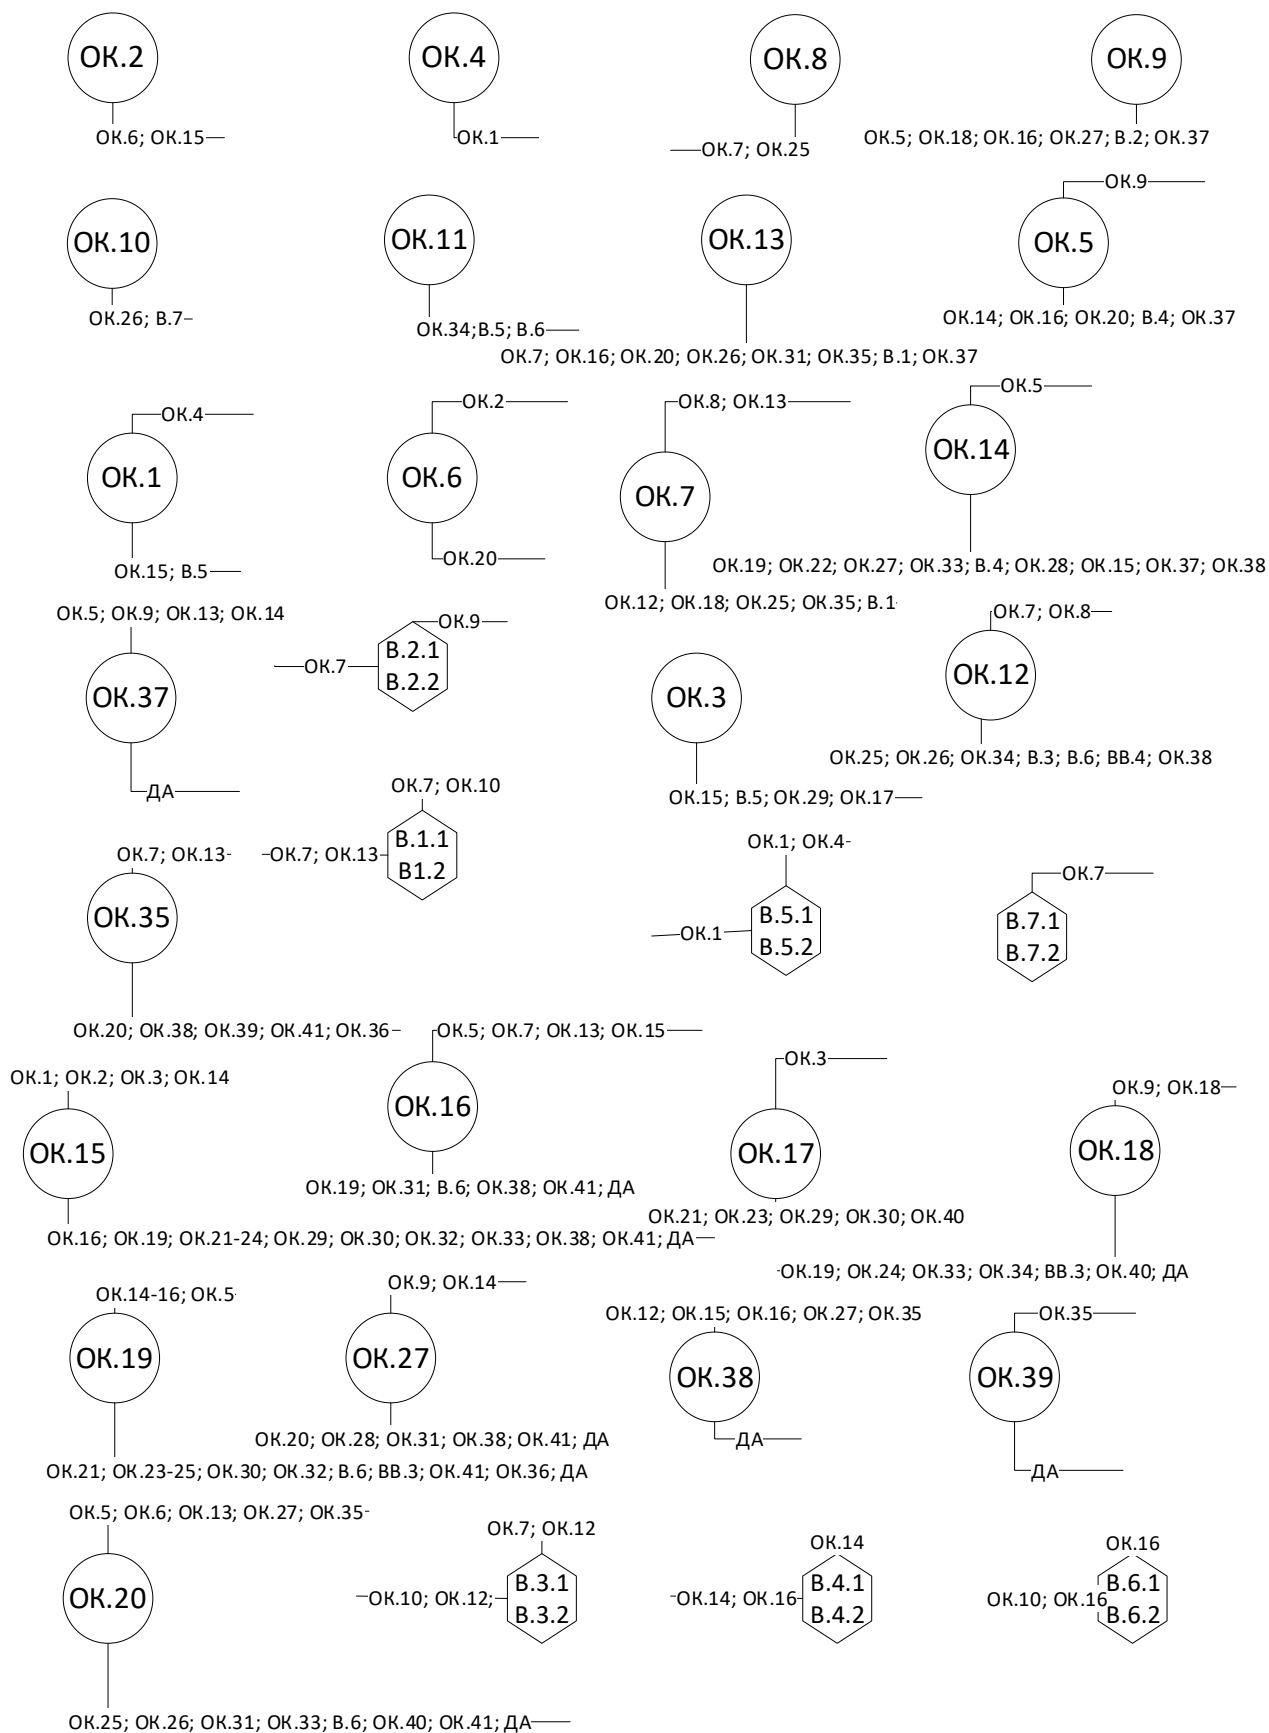 ОК.2
ОК.4
ОК.8
ОК.9
ОК.6; ОК.15
ОК.1
ОК.7; ОК.25
ОК.5; ОК.18; ОК.16; ОК.27; В.2; ОК.37
ОК.9
ОК.10
ОК.11
ОК.13
ОК.5
ОК.26; В.7
ОК.34;В.5; В.6
ОК.7; ОК.16; ОК.20; ОК.26; ОК.31; ОК.35; В.1; ОК.37
ОК.14; ОК.16; ОК.20; В.4; ОК.37
ОК.4
ОК.2
ОК.8; ОК.13
ОК.5
ОК.1
ОК.6
ОК.7
ОК.14
ОК.15; В.5
ОК.20
ОК.12; ОК.18; ОК.25; ОК.35; В.1
ОК.19; ОК.22; ОК.27; ОК.33; В.4; ОК.28; ОК.15; ОК.37; ОК.38
ОК.5; ОК.9; ОК.13; ОК.14
ОК.9
ОК.7; ОК.8
ОК.37
ОК.7
В.2.1
В.2.2
ОК.3
ОК.12
ДА
ОК.15; В.5; ОК.29; ОК.17
ОК.25; ОК.26; ОК.34; В.3; В.6; ВВ.4; ОК.38
ОК.7; ОК.10
ОК.7; ОК.13
ОК.7; ОК.13
В.1.1
В1.2
ОК.1; ОК.4
ОК.7
ОК.35
ОК.1
В.5.1
В.5.2
В.7.1
В.7.2
ОК.20; ОК.38; ОК.39; ОК.41; ОК.36
ОК.5; ОК.7; ОК.13; ОК.15
ОК.3
ОК.9; ОК.18
ОК.1; ОК.2; ОК.3; ОК.14
ОК.15
ОК.16
ОК.17
ОК.18
ОК.16; ОК.19; ОК.21-24; ОК.29; ОК.30; ОК.32; ОК.33; ОК.38; ОК.41; ДА
ОК.19; ОК.31; В.6; ОК.38; ОК.41; ДА
ОК.21; ОК.23; ОК.29; ОК.30; ОК.40
ОК.19; ОК.24; ОК.33; ОК.34; ВВ.3; ОК.40; ДА
ОК.14-16; ОК.5
ОК.9; ОК.14
ОК.12; ОК.15; ОК.16; ОК.27; ОК.35
ОК.35
ОК.19
ОК.27
ОК.38
ОК.39
ОК.20; ОК.28; ОК.31; ОК.38; ОК.41; ДА
ДА
ДА
ОК.21; ОК.23-25; ОК.30; ОК.32; В.6; ВВ.3; ОК.41; ОК.36; ДА
ОК.5; ОК.6; ОК.13; ОК.27; ОК.35
ОК.7; ОК.12
ОК.14
ОК.16
ОК.20
ОК.10; ОК.12;
В.3.1
В.3.2
ОК.14; ОК.16
В.4.1
В.4.2
ОК.10; ОК.16
В.6.1
В.6.2
ОК.25; ОК.26; ОК.31; ОК.33; В.6; ОК.40; ОК.41; ДА